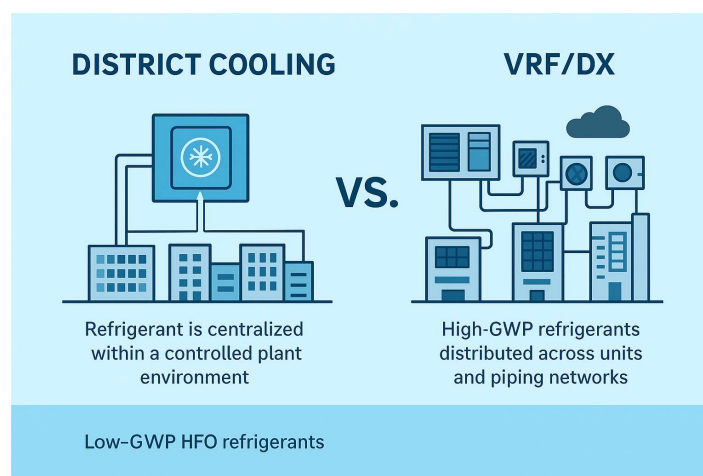 DISTRICT COOLING
VS.
VRF/DX
Refrigerant is centralized
within a controlled plant
environment
High-GWP refrigerants
distributed across units
and piping networks
Low–GWP HFO refrigerants